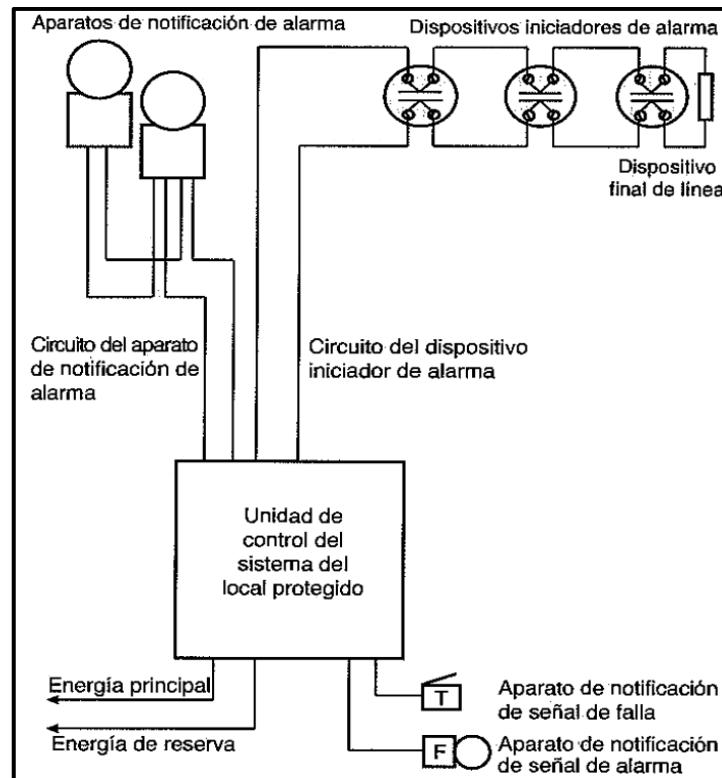 Aparatos de notificación de alarma
Dispositivos iniciadores de alarma
Dispositivo
final de línea
Circuito del aparato
de notificación de
alarma
Circuito del dispositivo
iniciador de alarma
Unidad de
control del
sistema del
local protegido
Energía principal
Energía de reserva
T
Aparato de notificación
de señal de falla
F
Aparato de notificación
de señal de alarma